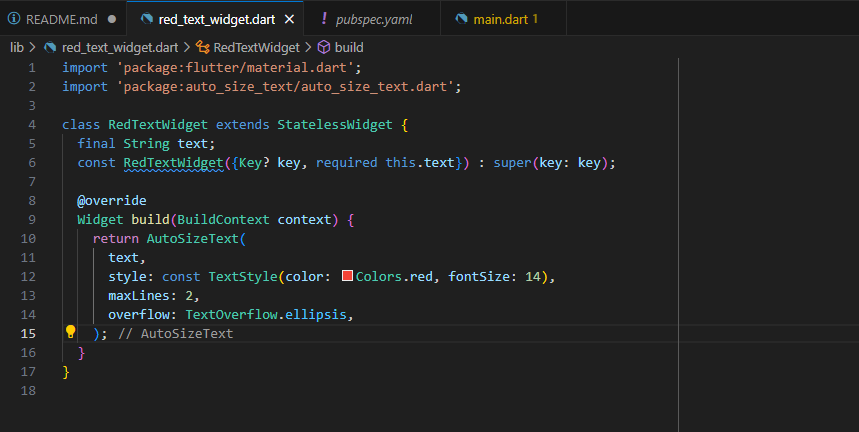 README.md
red_text_widget.dart
! pubspec.yaml
main.dart 1
lib > red_text_widget.dart > RedTextWidget > build
1 import 'package:flutter/material.dart';
2 import 'package:auto_size_text/auto_size_text.dart';
3
4 class RedTextWidget extends StatelessWidget {
5 final String text;
6 const RedTextWidget({Key? key, required this.text}) : super(key: key);
7
8 @override
9 Widget build(BuildContext context) {
10 return AutoSizeText(
11 text,
12 style: const TextStyle(color: Colors.red, fontSize: 14),
13 maxLines: 2,
14 overflow: TextOverflow.ellipsis,
15 ); // AutoSizeText
16 }
17 }
18